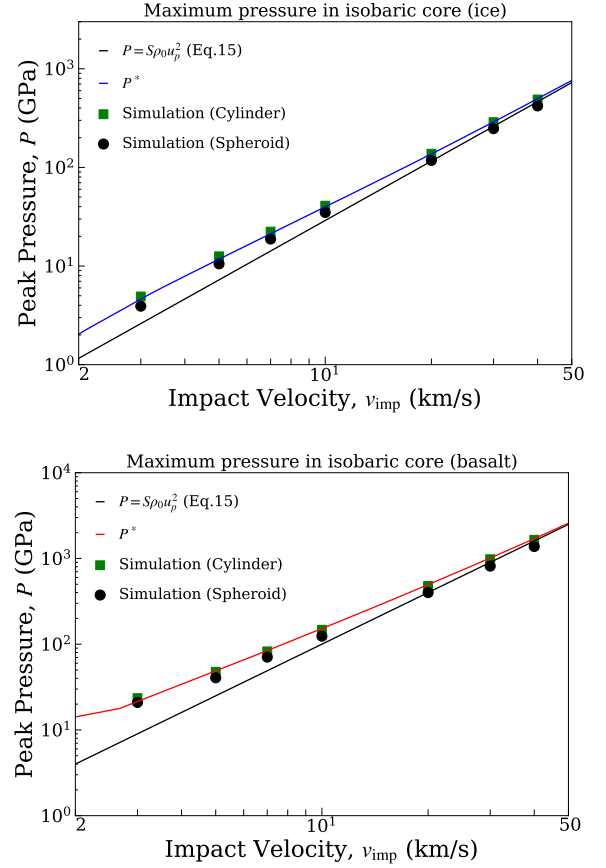 Maximum pressure in isobaric core (ice)
P=Sρ₀uₚ² (Eq.15)
P*
Simulation (Cylinder)
Simulation (Spheroid)
Peak Pressure, P (GPa)
10³
10²
10¹
10⁰
2 10¹ 50
Impact Velocity, v_imp (km/s)
Maximum pressure in isobaric core (basalt)
P=Sρ₀uₚ² (Eq.15)
P*
Simulation (Cylinder)
Simulation (Spheroid)
Peak Pressure, P (GPa)
10⁴
10³
10²
10¹
10⁰
2 10¹ 50
Impact Velocity, v_imp (km/s)